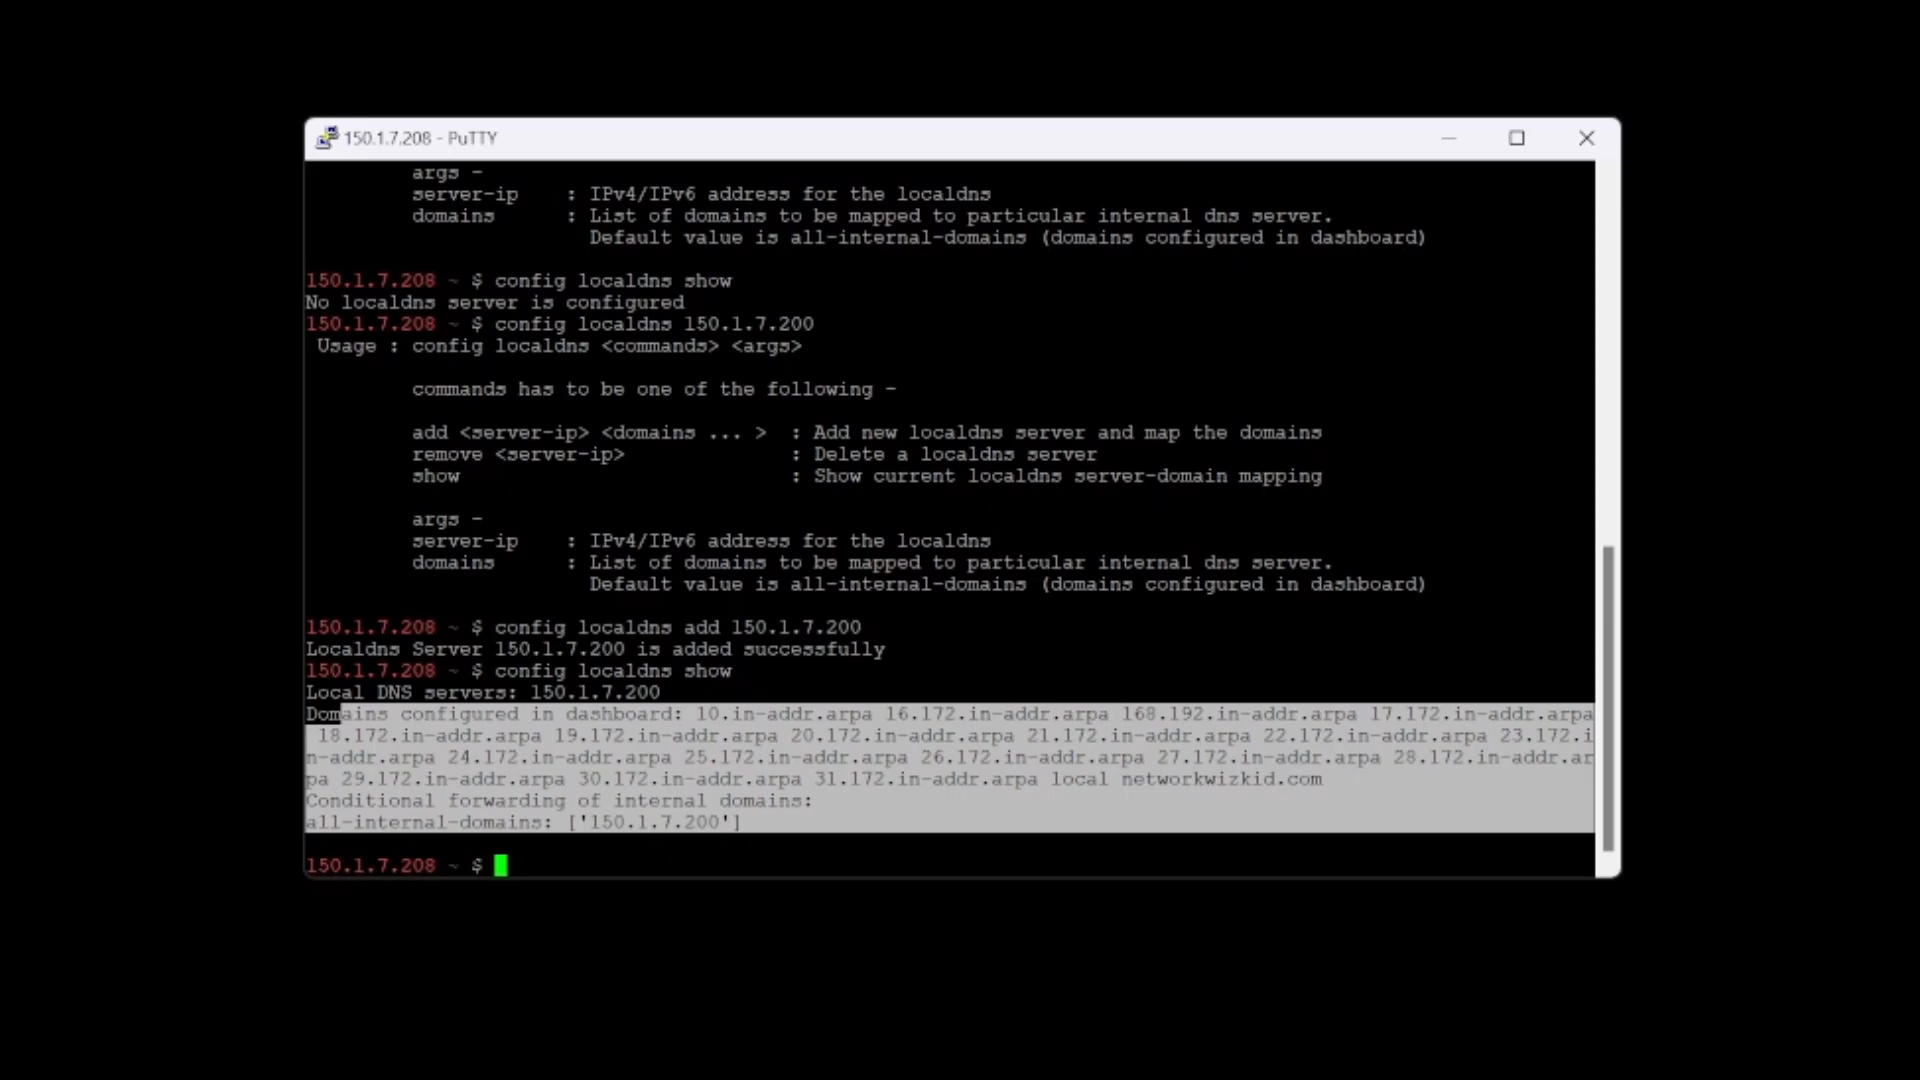 150.1.7.208 - PuTTY
args -
server-ip : IPv4/IPv6 address for the localdns
domains : List of domains to be mapped to particular internal dns server.
Default value is all-internal-domains (domains configured in dashboard)
150.1.7.208 ~ $ config localdns show
No localdns server is configured
150.1.7.208 ~ $ config localdns 150.1.7.200
Usage : config localdns <commands> <args>
commands has to be one of the following -
add <server-ip> <domains ... > : Add new localdns server and map the domains
remove <server-ip> : Delete a localdns server
show : Show current localdns server-domain mapping
args -
server-ip : IPv4/IPv6 address for the localdns
domains : List of domains to be mapped to particular internal dns server.
Default value is all-internal-domains (domains configured in dashboard)
150.1.7.208 ~ $ config localdns add 150.1.7.200
Localdns Server 150.1.7.200 is added successfully
150.1.7.208 ~ $ config localdns show
Local DNS servers: 150.1.7.200
Domains configured in dashboard: 10.in-addr.arpa 16.172.in-addr.arpa 168.192.in-addr.arpa 17.172.in-addr.arpa
18.172.in-addr.arpa 19.172.in-addr.arpa 20.172.in-addr.arpa 21.172.in-addr.arpa 22.172.in-addr.arpa 23.172.i
n-addr.arpa 24.172.in-addr.arpa 25.172.in-addr.arpa 26.172.in-addr.arpa 27.172.in-addr.arpa 28.172.in-addr.ar
pa 29.172.in-addr.arpa 30.172.in-addr.arpa 31.172.in-addr.arpa local networkwizkid.com
Conditional forwarding of internal domains:
all-internal-domains: ['150.1.7.200']
150.1.7.208 ~ $